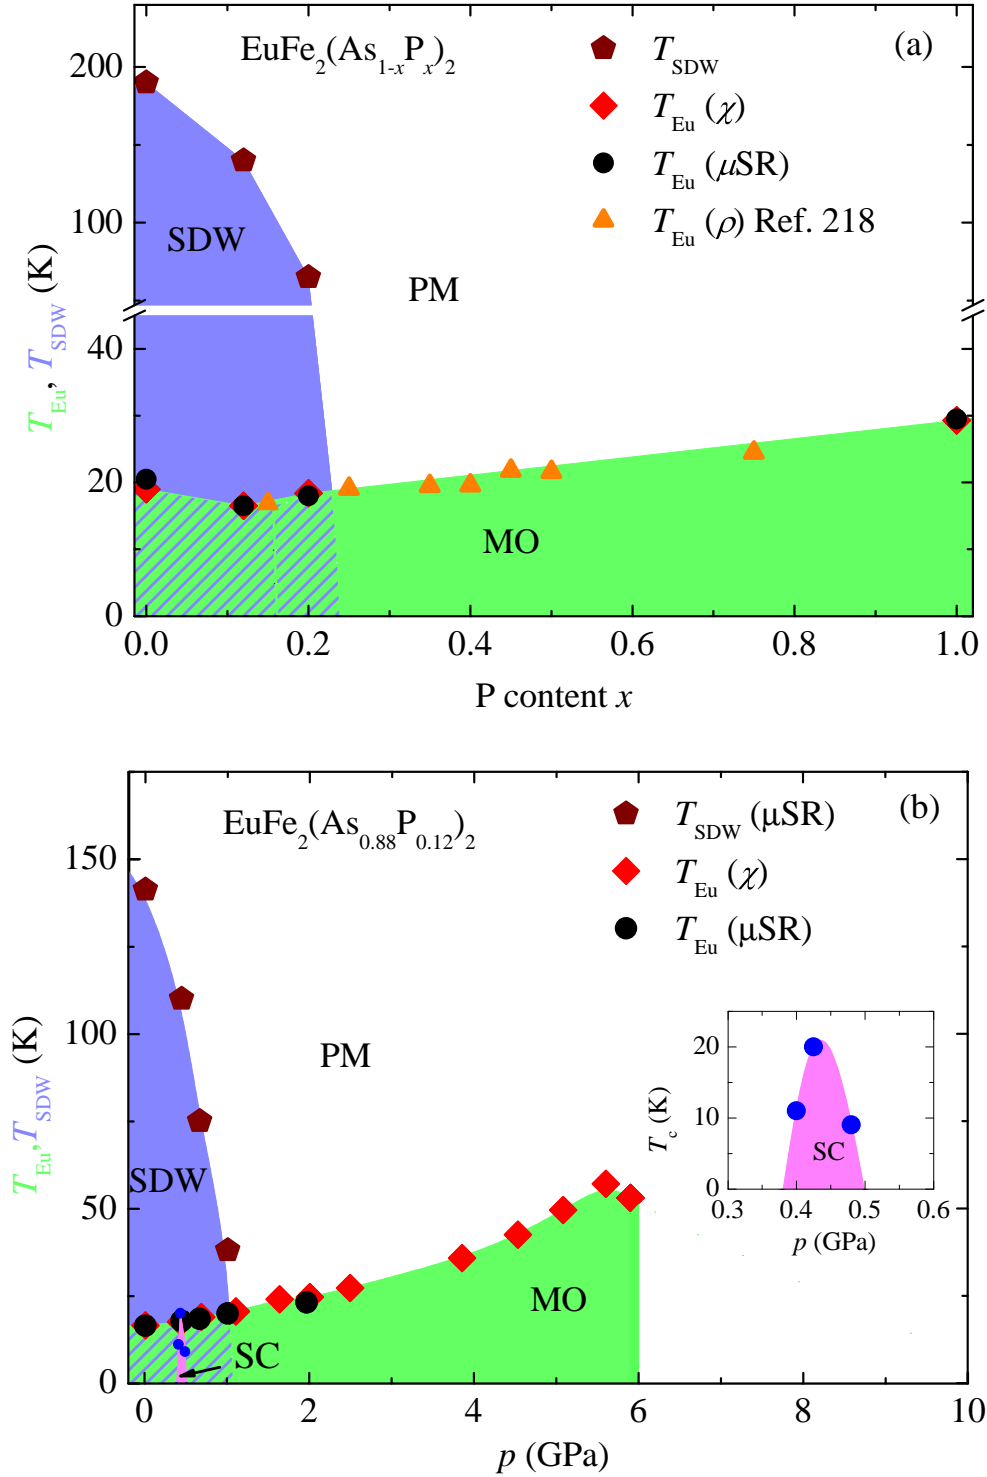 EuFe2(As1-xPx)2
(a)
TSDW
TEu (χ)
TEu (μSR)
TEu (ρ) Ref. 218
200
100
40
20
0
TEu, TSDW (K)
SDW
PM
MO
0.0 0.2 0.4 0.6 0.8 1.0
P content x
EuFe2(As0.88P0.12)2
(b)
TSDW (μSR)
TEu (χ)
TEu (μSR)
150
100
50
0
TEu,TSDW (K)
PM
SDW
MO
SC
20
10
0
Tc (K)
SC
0.3 0.4 0.5 0.6
p (GPa)
0 2 4 6 8 10
p (GPa)